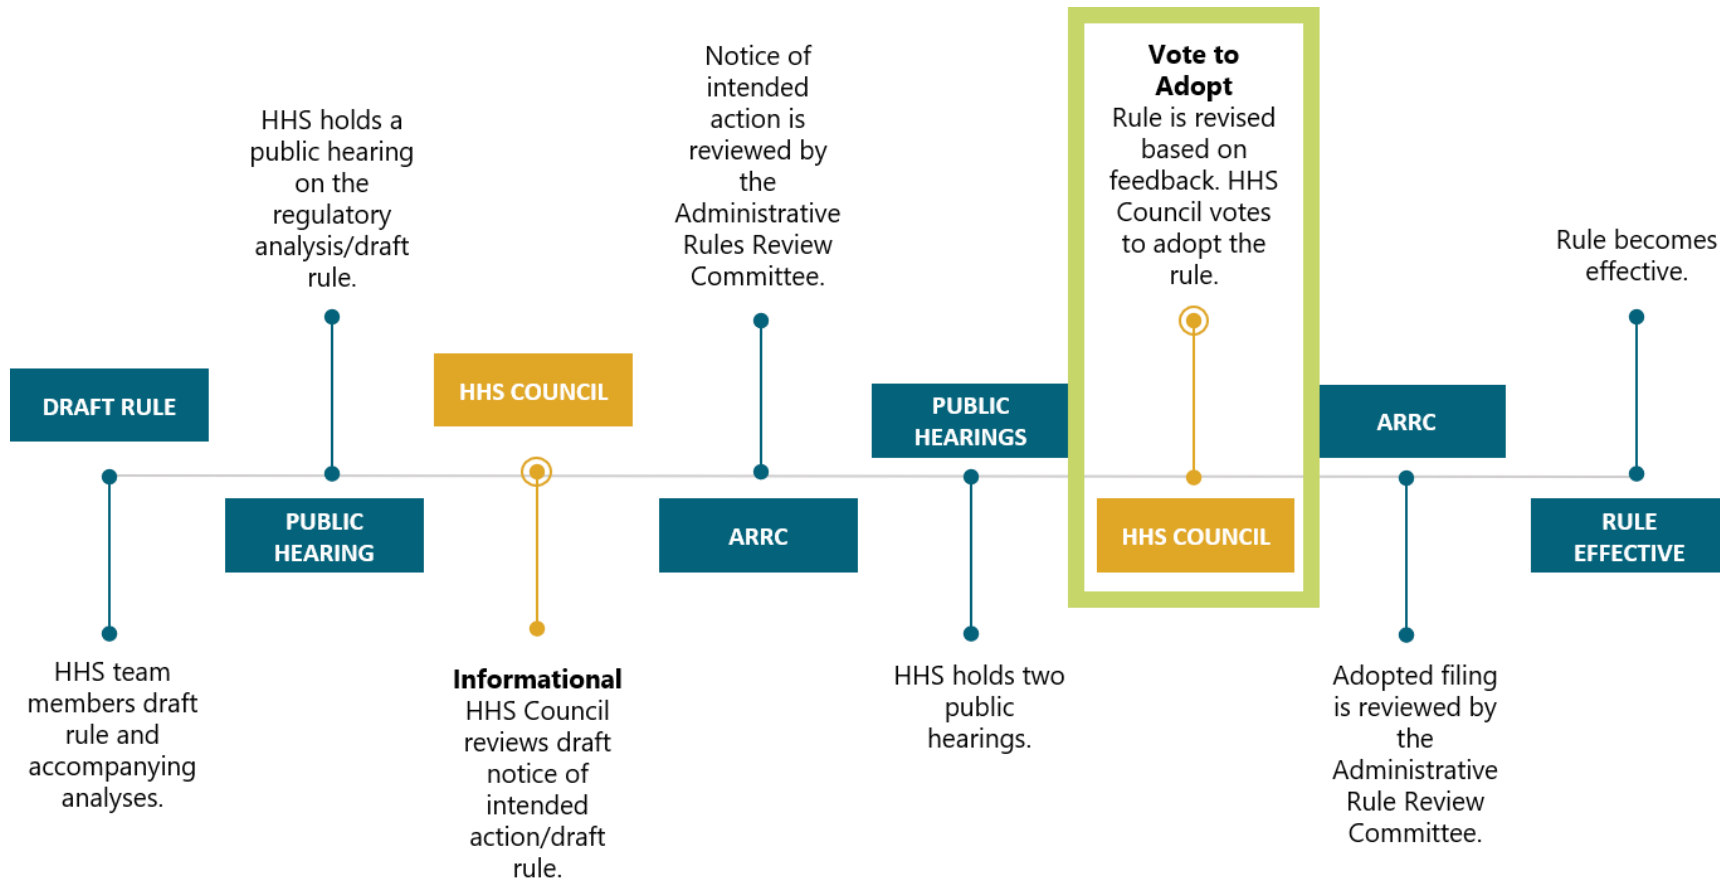 DRAFT RULE
HHS team
members draft
rule and
accompanying
analyses.
HHS holds a
public hearing
on the
regulatory
analysis/draft
rule.
PUBLIC
HEARING
HHS COUNCIL
Informational
HHS Council
reviews draft
notice of
intended
action/draft
rule.
Notice of
intended
action is
reviewed by
the
Administrative
Rules Review
Committee.
ARRC
PUBLIC
HEARINGS
HHS holds two
public
hearings.
Vote to
Adopt
Rule is revised
based on
feedback. HHS
Council votes
to adopt the
rule.
HHS COUNCIL
ARRC
Adopted filing
is reviewed by
the
Administrative
Rule Review
Committee.
Rule becomes
effective.
RULE
EFFECTIVE